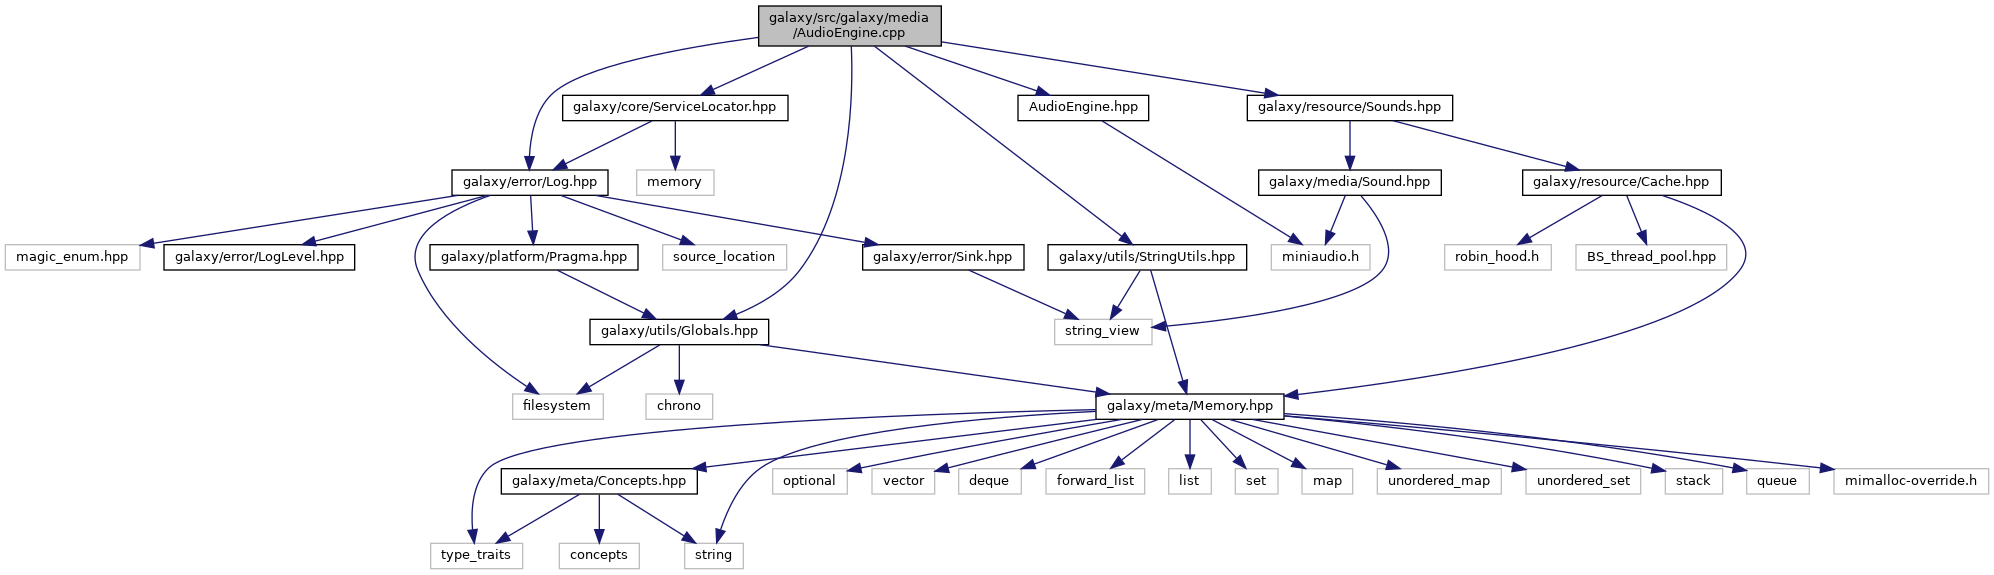 galaxy/src/galaxy/media
/AudioEngine.cpp
galaxy/core/ServiceLocator.hpp
AudioEngine.hpp
galaxy/resource/Sounds.hpp
galaxy/error/Log.hpp
memory
galaxy/media/Sound.hpp
galaxy/resource/Cache.hpp
magic_enum.hpp
galaxy/error/LogLevel.hpp
galaxy/platform/Pragma.hpp
source_location
galaxy/error/Sink.hpp
galaxy/utils/StringUtils.hpp
miniaudio.h
robin_hood.h
BS_thread_pool.hpp
galaxy/utils/Globals.hpp
string_view
filesystem
chrono
galaxy/meta/Memory.hpp
galaxy/meta/Concepts.hpp
optional
vector
deque
forward_list
list
set
map
unordered_map
unordered_set
stack
queue
mimalloc-override.h
type_traits
concepts
string